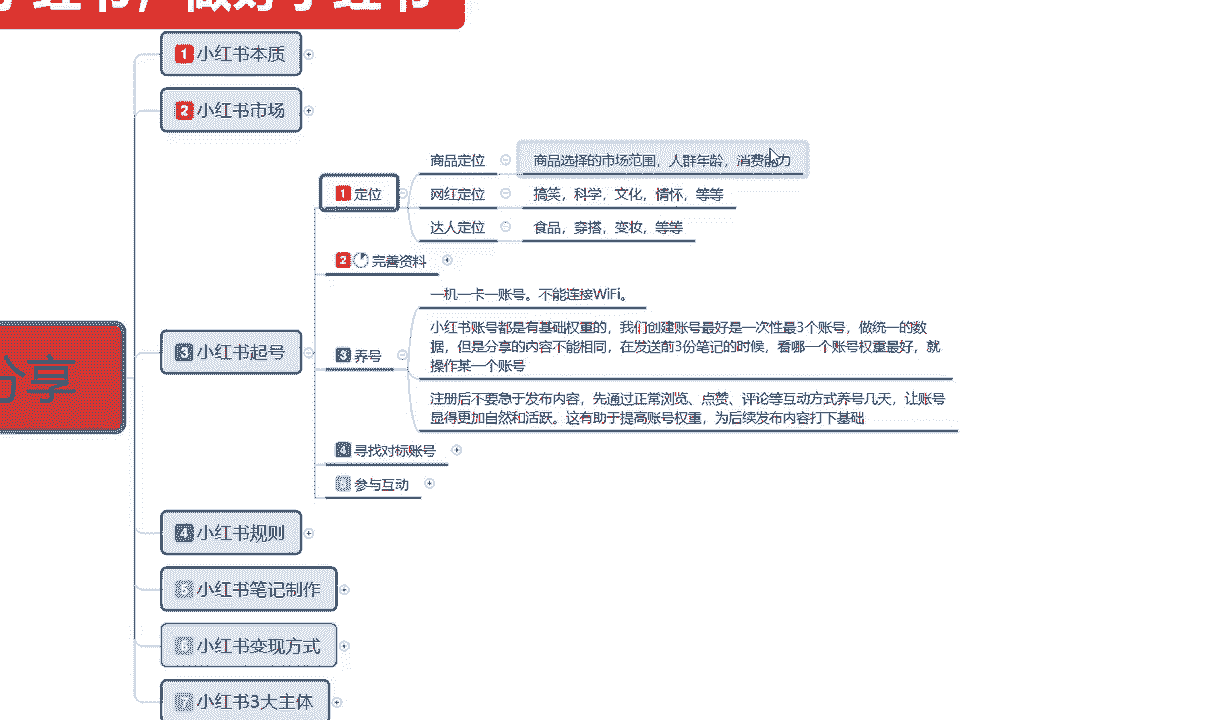 小红书，做好小红书
分享
1 小红书本质
2 小红书市场
3 小红书起号
1 定位
商品定位
商品选择的市场范围，人群年龄，消费能力
网红定位
搞笑，科学，文化，情怀，等等
达人定位
食品，穿搭，变妆，等等
2 完善资料
3 养号
一机一卡一账号。不能连接WiFi。
小红书账号都是有基础权重的，我们创建账号最好是一次性最3个账号，做统一的数
据，但是分享的内容不能相同，在发送前3份笔记的时候，看哪一个账号权重最好，就
操作某一个账号
注册后不要急于发布内容，先通过正常浏览、点赞、评论等互动方式养号几天，让账号
显得更加自然和活跃。这有助于提高账号权重，为后续发布内容打下基础
4 寻找对标账号
参与互动
4 小红书规则
5 小红书笔记制作
6 小红书变现方式
7 小红书3大主体